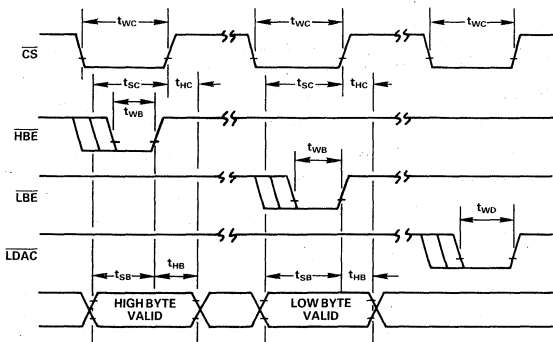 tWC tWC tWC
CS
tSC tHC tSC tHC
tWB
HBE
tWB
LBE
tWD
LDAC
tSB tHB tSB tHB
HIGH BYTE VALID
LOW BYTE VALID